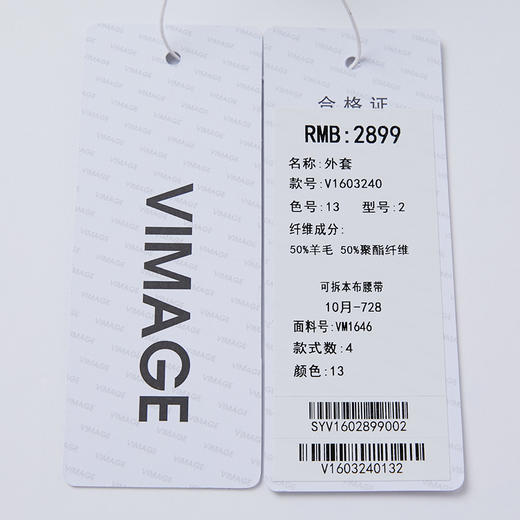 VIMAGE
合格证
RMB:2899
名称:外套
款号:V1603240
色号:13 型号:2
纤维成分:
50%羊毛 50%聚酯纤维
可拆本布腰带
10月-728
面料号:VM1646
款式数:4
颜色:13
SYV1602899002
V1603240132